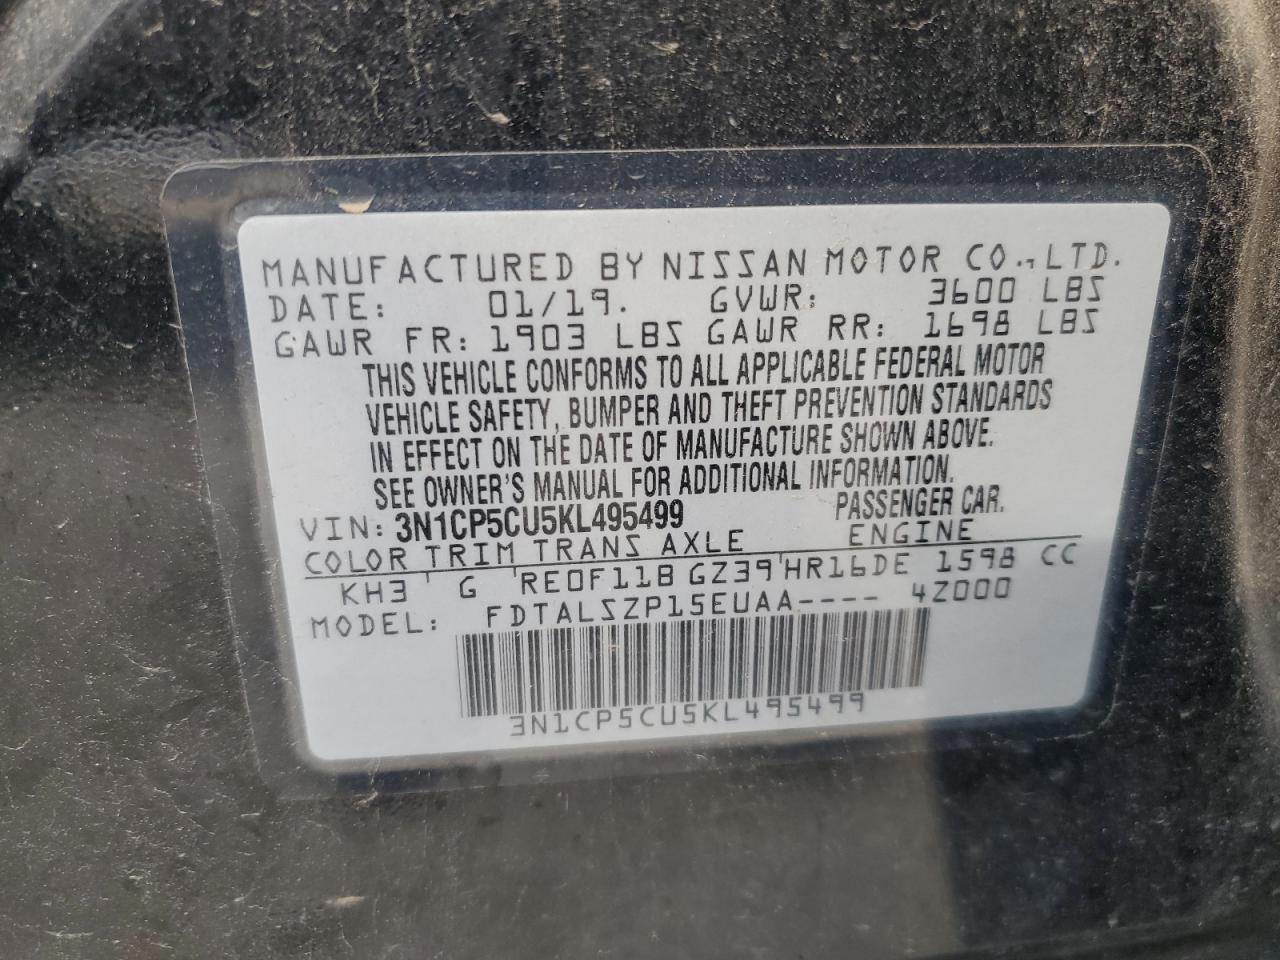 MANUFACTURED BY NISSAN MOTOR CO., LTD.
DATE: 01/19. GVWR: 3600 LBS
GAWR FR: 1903 LBS GAWR RR: 1698 LBS
THIS VEHICLE CONFORMS TO ALL APPLICABLE FEDERAL MOTOR
VEHICLE SAFETY, BUMPER AND THEFT PREVENTION STANDARDS
IN EFFECT ON THE DATE OF MANUFACTURE SHOWN ABOVE.
SEE OWNER'S MANUAL FOR ADDITIONAL INFORMATION.
VIN: 3N1CP5CU5KL495499 PASSENGER CAR.
COLOR TRIM TRANS AXLE ENGINE
KH3 G RE0F11B GZ39 HR16DE 1598 CC
MODEL: FDTALSZP15EUAA---- 4Z000
3N1CP5CU5KL495499